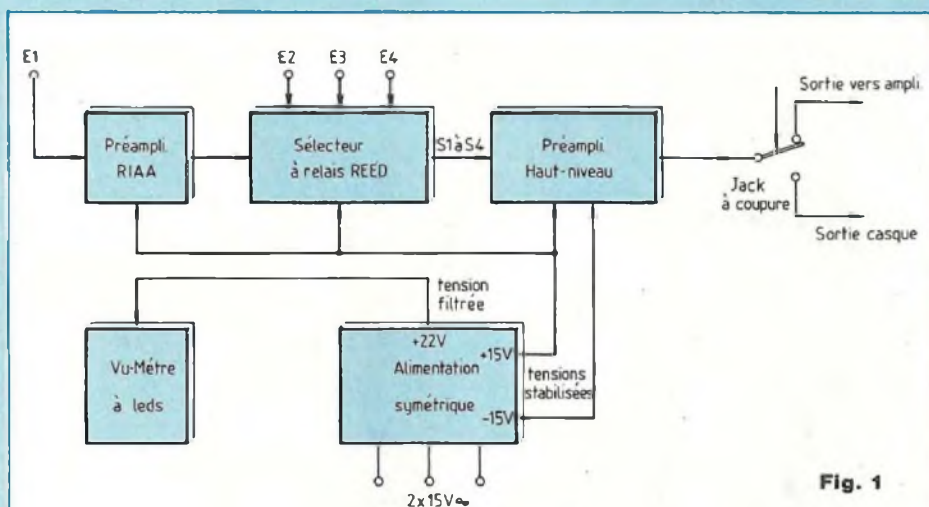 E1
E2
E3
E4
Sortie vers ampli.
Préampli.
RIAA
Sélecteur
à relais REED
S1 à S4
Préampli.
Haut-niveau
Jack
à coupure
Sortie casque
tension
filtrée
Vu-Métre
à leds
+22V
+15V
Alimentation
symétrique
-15V
tensions
stabilisées
2x15V~
Fig. 1